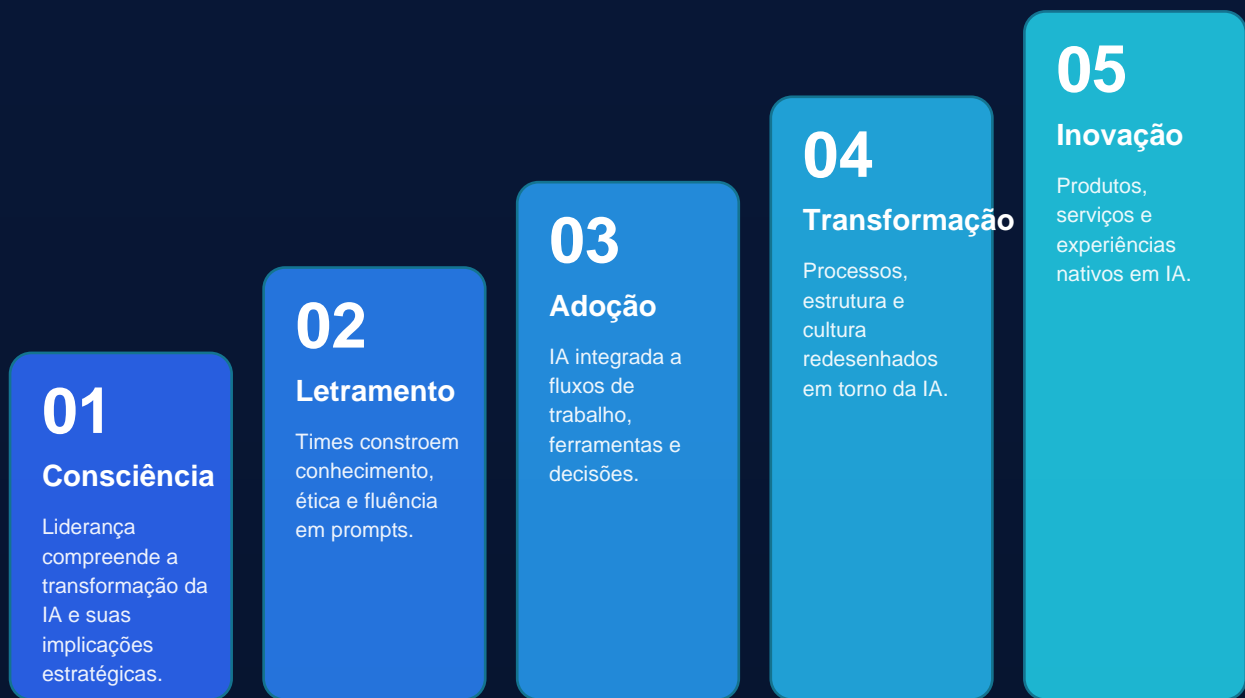 01
Consciência
Liderança
compreende a
transformação da
IA e suas
implicações
estratégicas.
02
Letramento
Times constroem
conhecimento,
ética e fluência
em prompts.
03
Adoção
IA integrada a
fluxos de
trabalho,
ferramentas e
decisões.
04
Transformação
Processos,
estrutura e
cultura
redesenhados
em torno da IA.
05
Inovação
Produtos,
serviços e
experiências
nativos em IA.